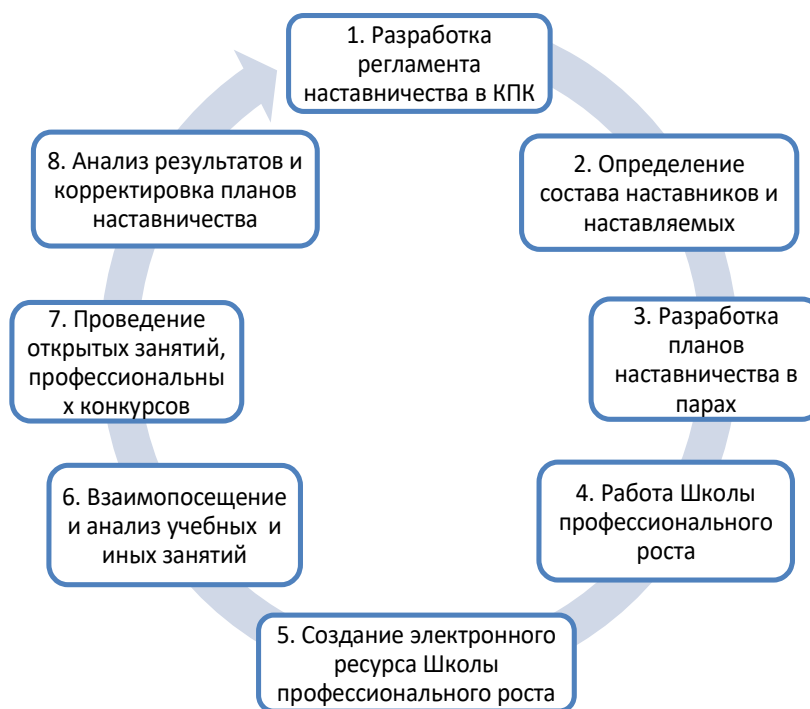 1. Разработка
регламента
наставничества в КПК
2. Определение
состава наставников и
наставляемых
3. Разработка
планов
наставничества в
парах
4. Работа Школы
профессионального
роста
5. Создание электронного
ресурса Школы
профессионального роста
6. Взаимопосещение
и анализ учебных и
иных занятий
7. Проведение
открытых занятий,
профессиональны
х конкурсов
8. Анализ результатов и
корректировка планов
наставничества